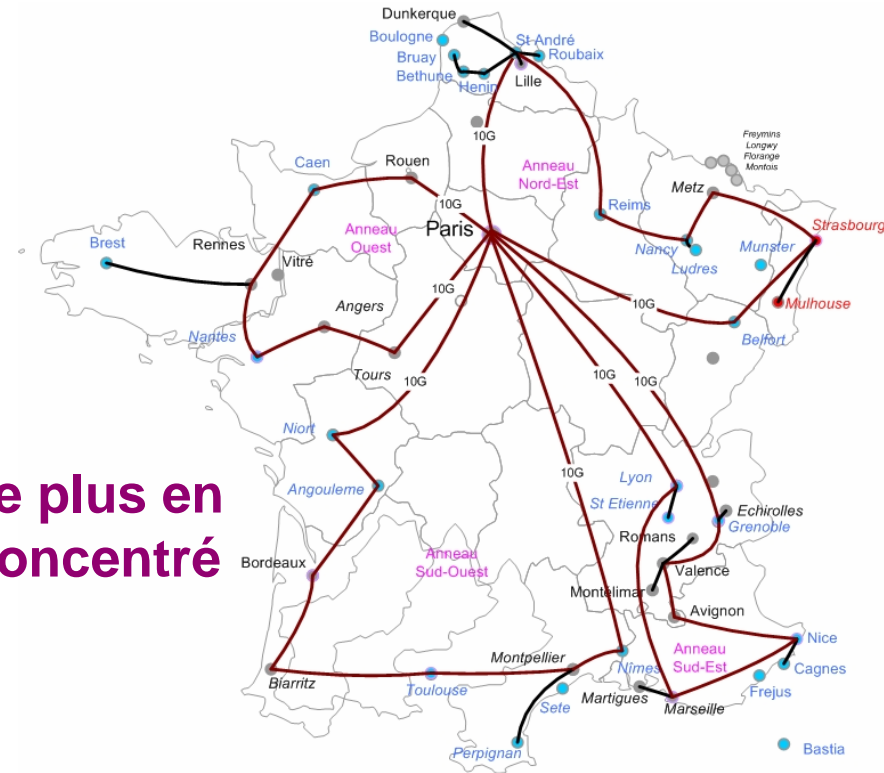 Dunkerque
Boulogne
St André
Bruay
Roubaix
Bethune
Henin
Lille
10G
Freymins
Longwy
Florange
Montois
Anneau
Nord-Est
Caen
Rouen
Metz
10G
Reims
Strasbourg
Anneau
Ouest
Paris
Brest
Rennes
Vitré
Nancy
Munster
Ludres
10G
10G
Mulhouse
Angers
Nantes
Belfort
Tours
10G
10G
10G
Niort
10G
Lyon
e plus en
Angouleme
St Etienne
Echirolles
Grenoble
oncentré
Romans
Bordeaux
Anneau
Sud-Ouest
Valence
Montélimar
Avignon
Nice
Montpellier
Anneau
Sud-Est
Nîmes
Cagnes
Biarritz
Toulouse
Martigues
Frejus
Sete
Marseille
Perpignan
Bastia